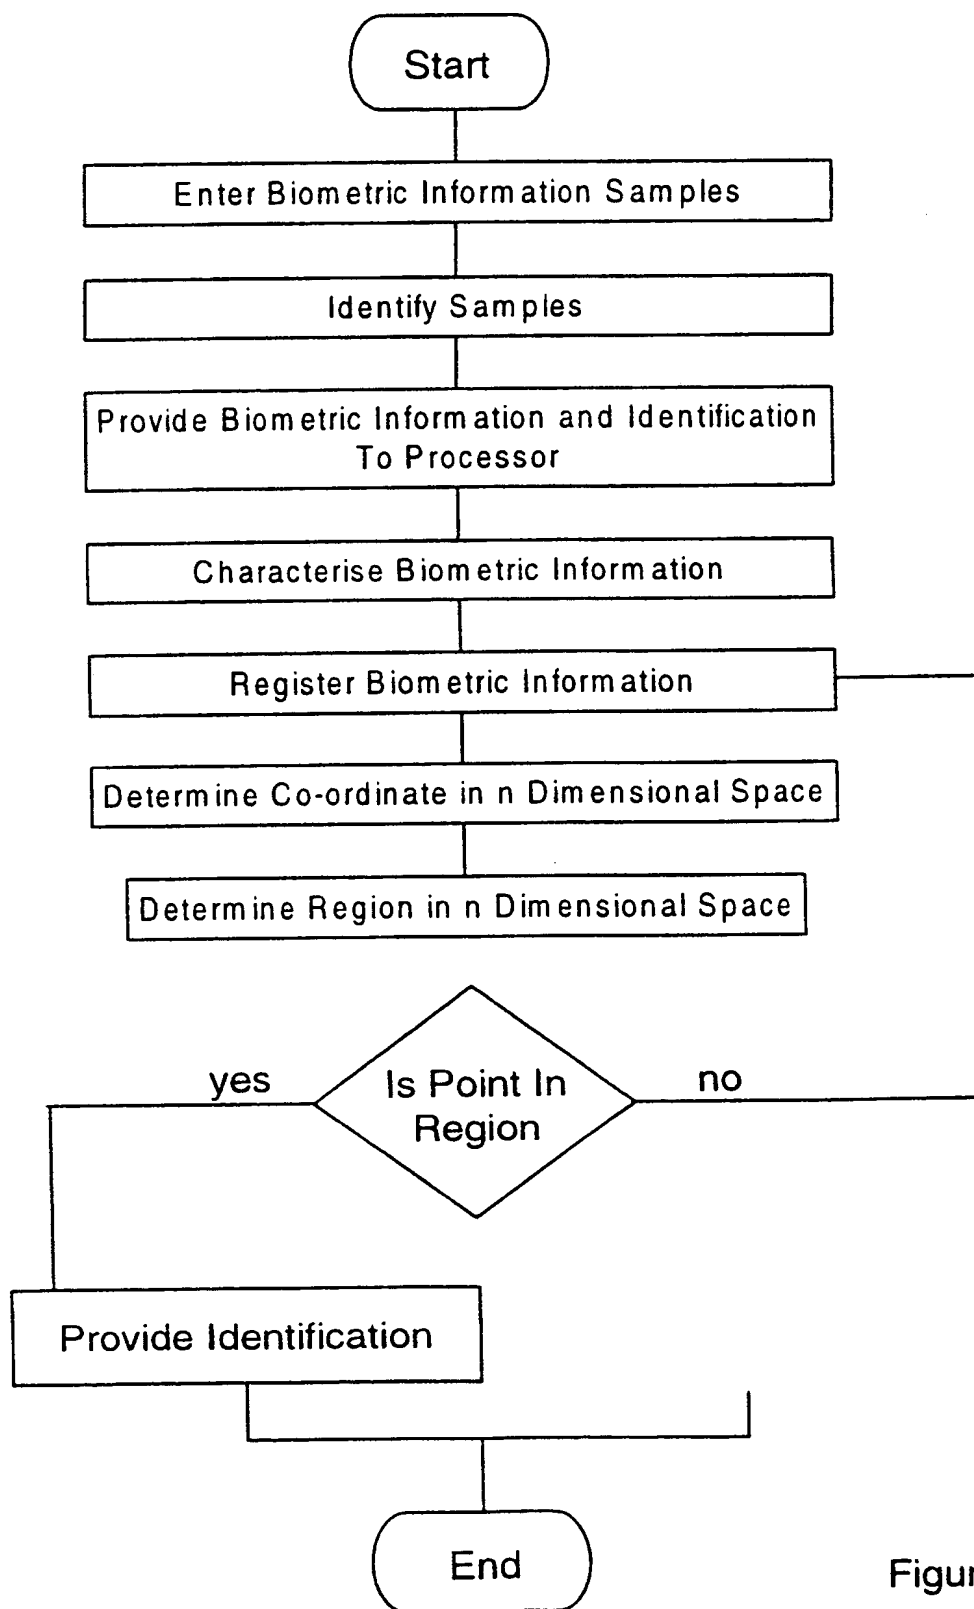 Start
Enter Biometric Information Samples
Identify Samples
Provide Biometric Information and Identification
To Processor
Characterise Biometric Information
Register Biometric Information
Determine Co-ordinate in n Dimensional Space
Determine Region in n Dimensional Space
yes
Is Point In
Region
no
Provide Identification
End